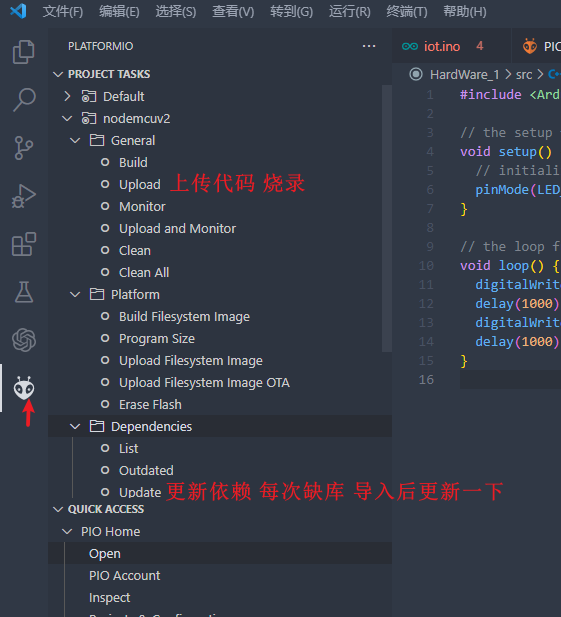 文件(F) 编辑(E) 选择(S) 查看(V) 转到(G) 运行(R) 终端(T) 帮助(H)
PLATFORMIO ...
PROJECT TASKS
Default
nodemcuv2
General
Build
Upload 上传代码 烧录
Monitor
Upload and Monitor
Clean
Clean All
Platform
Build Filesystem Image
Program Size
Upload Filesystem Image
Upload Filesystem Image OTA
Erase Flash
Dependencies
List
Outdated
Update 更新依赖 每次缺库 导入后更新一下
QUICK ACCESS
PIO Home
Open
PIO Account
Inspect
iot.ino 4 PIO
HardWare_1 > src >
1 #include <Ard
2
3 // the setup
4 void setup()
5 // initiali
6 pinMode(LED
7 }
8
9 // the loop f
10 void loop() {
11 digitalWrit
12 delay(1000)
13 digitalWrit
14 delay(1000)
15 }
16